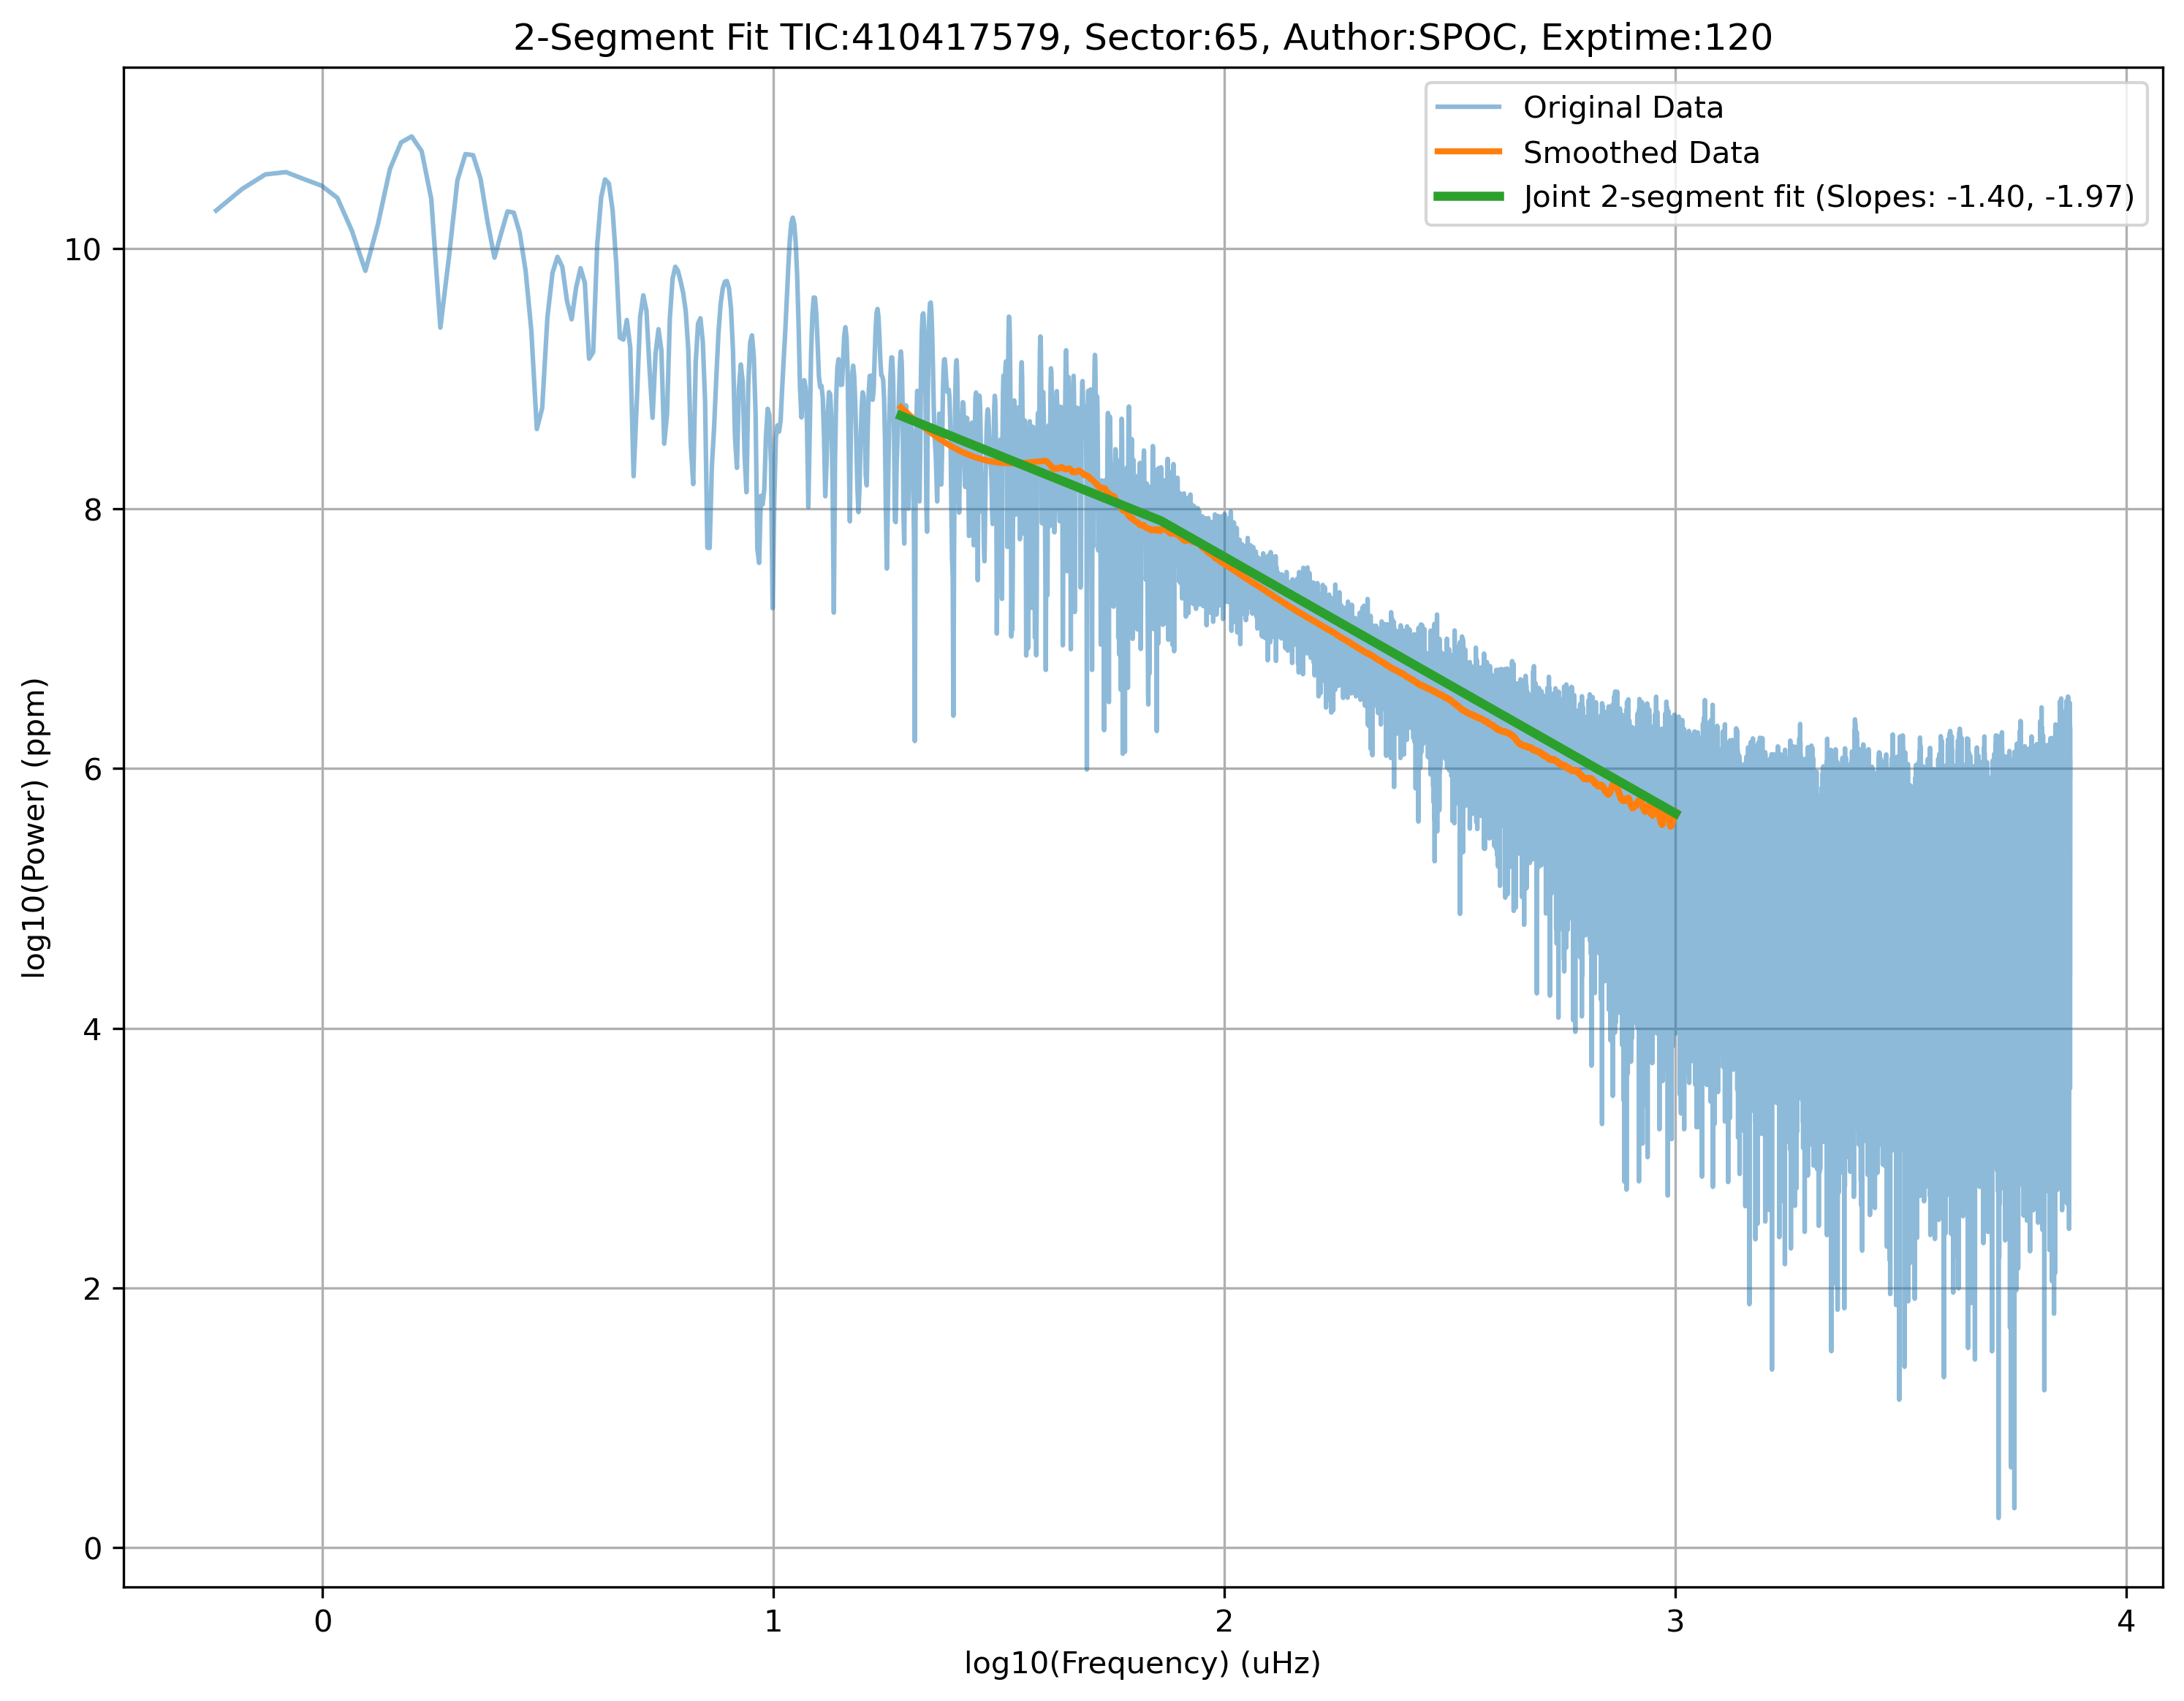 2-Segment Fit TIC:410417579, Sector:65, Author:SPOC, Exptime:120
Original Data
Smoothed Data
Joint 2-segment fit (Slopes: -1.40, -1.97)
10
8
6
4
2
0
log10(Power) (ppm)
0 1 2 3 4
log10(Frequency) (uHz)